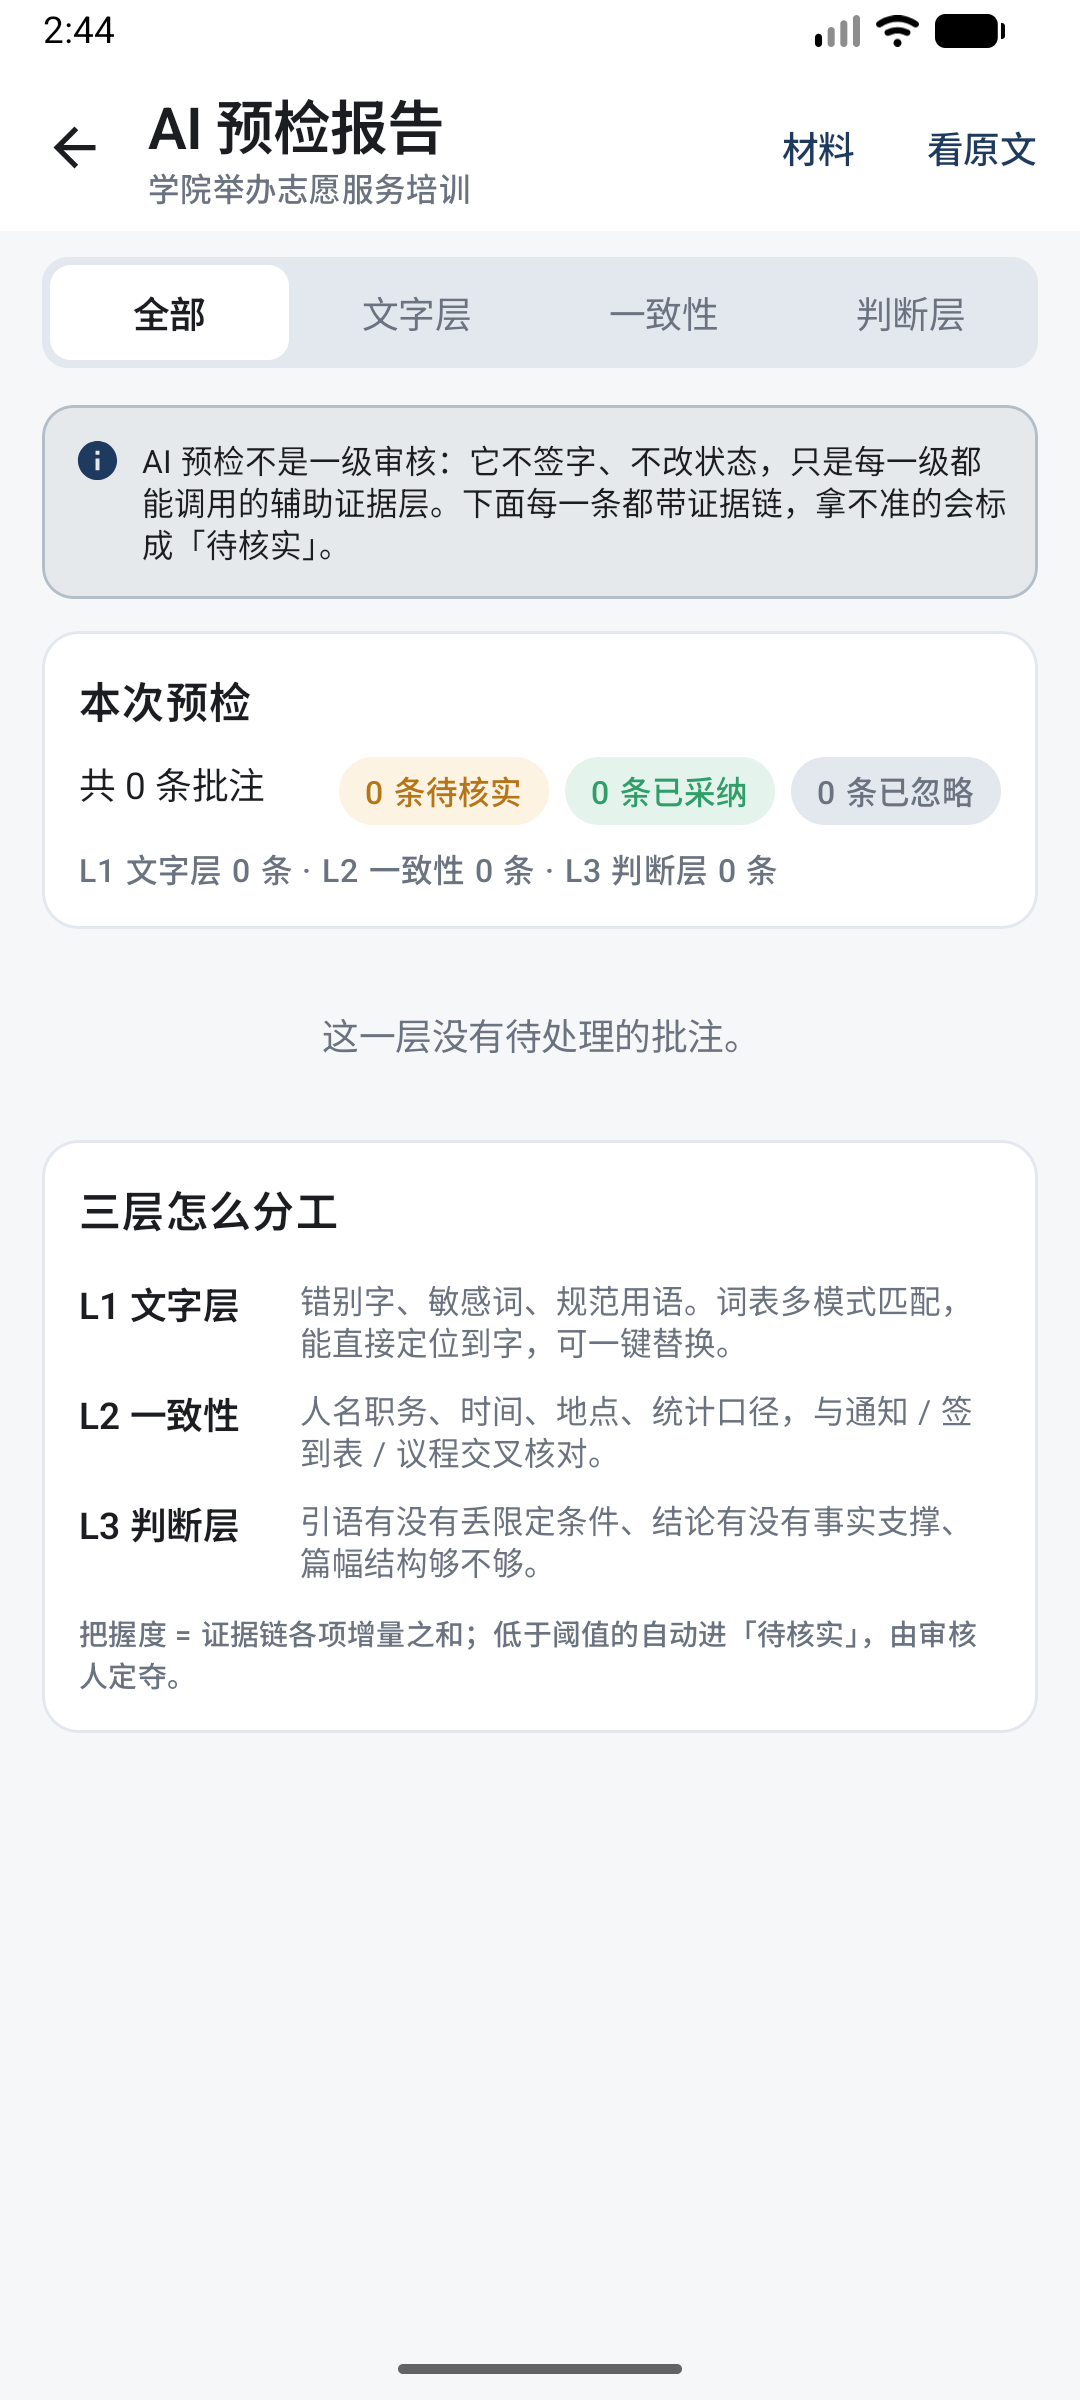 2:44
AI 预检报告
学院举办志愿服务培训
材料
看原文
全部
文字层
一致性
判断层
AI 预检不是一级审核：它不签字、不改状态，只是每一级都
能调用的辅助证据层。下面每一条都带证据链，拿不准的会标
成「待核实」。
本次预检
共 0 条批注
0 条待核实
0 条已采纳
0 条已忽略
L1 文字层 0 条 · L2 一致性 0 条 · L3 判断层 0 条
这一层没有待处理的批注。
三层怎么分工
L1 文字层
错别字、敏感词、规范用语。词表多模式匹配，
能直接定位到字，可一键替换。
L2 一致性
人名职务、时间、地点、统计口径，与通知 / 签
到表 / 议程交叉核对。
L3 判断层
引语有没有丢限定条件、结论有没有事实支撑、
篇幅结构够不够。
把握度 = 证据链各项增量之和；低于阈值的自动进「待核实」，由审核
人定夺。